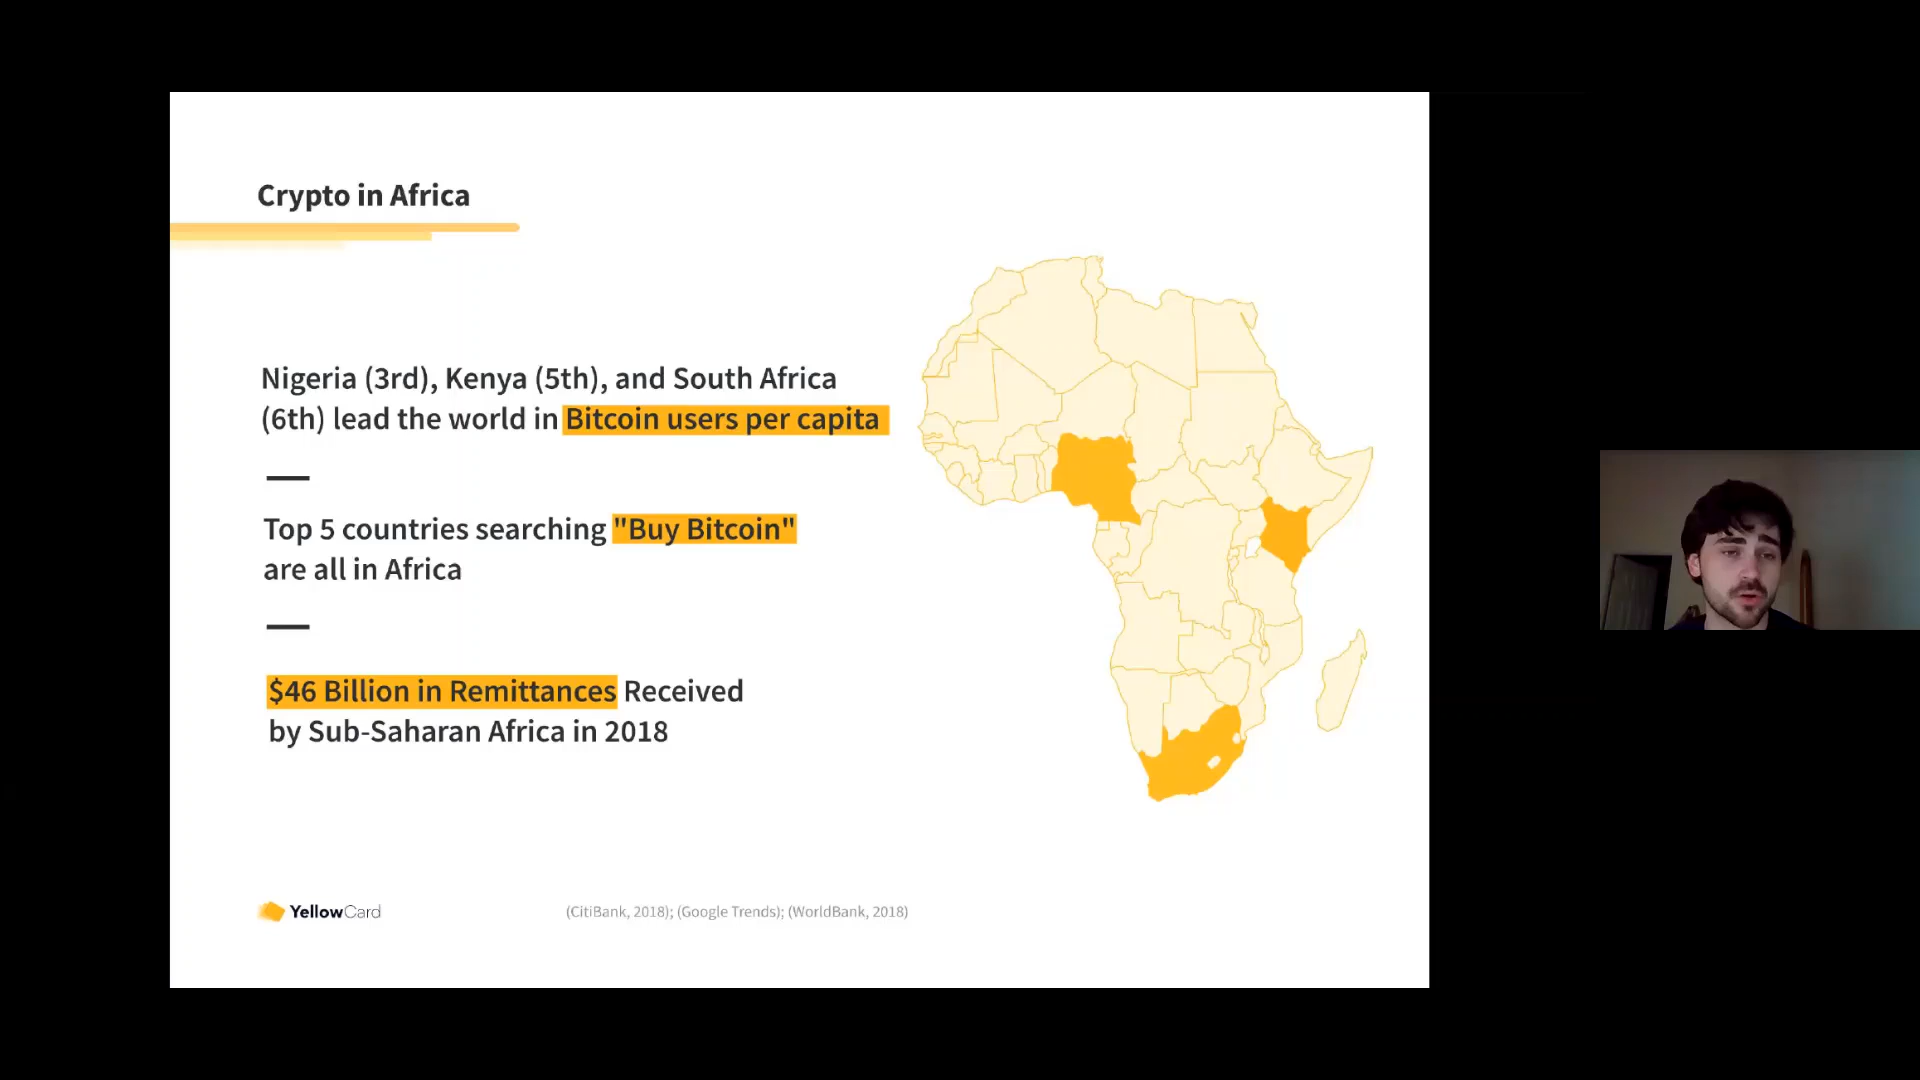 Crypto in Africa
Nigeria (3rd), Kenya (5th), and South Africa
(6th) lead the world in Bitcoin users per capita
Top 5 countries searching "Buy Bitcoin"
are all in Africa
$46 Billion in Remittances Received
by Sub-Saharan Africa in 2018
YellowCard
(CitiBank, 2018); (Google Trends); (WorldBank, 2018)